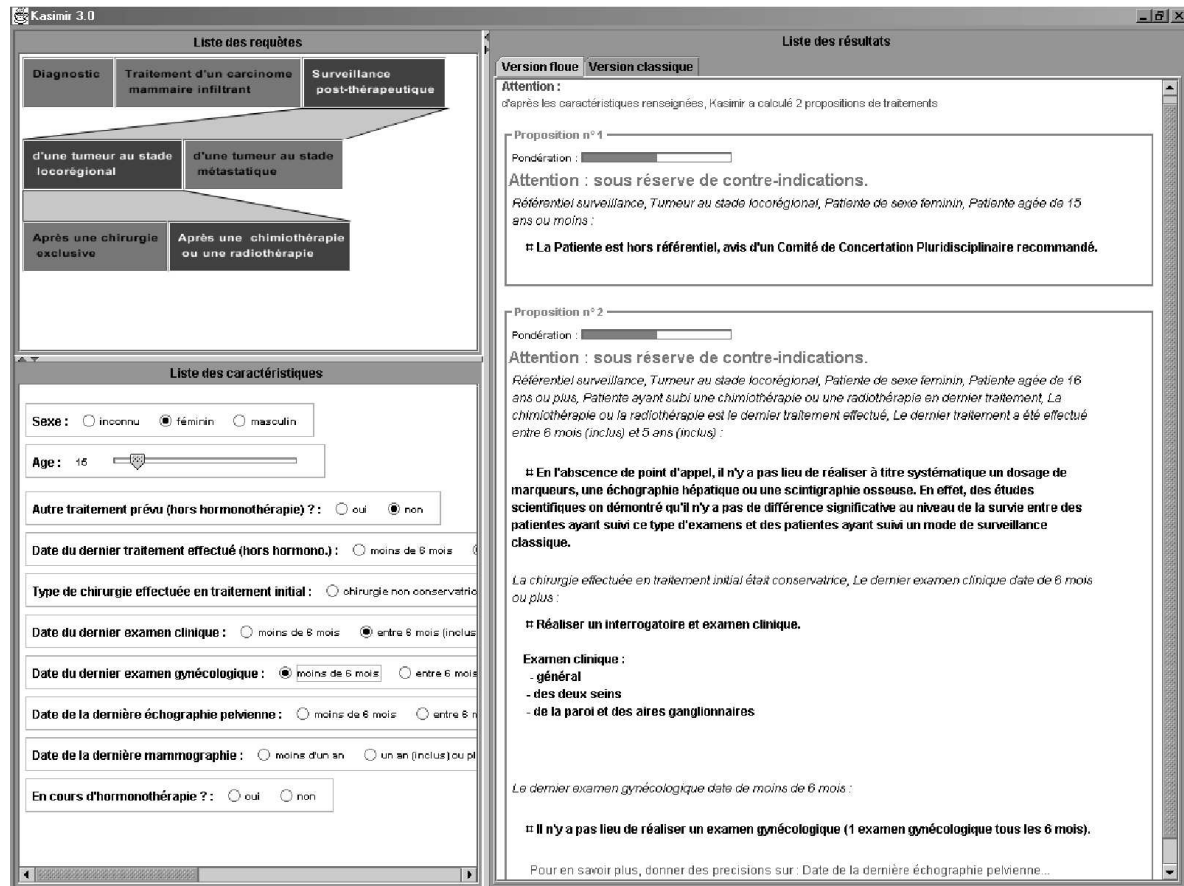 Kasimir 3.0
Liste des requètes
Diagnostic
Traitement d'un carcinome
mammaire infiltrant
Surveillance
post-thérapeutique
d'une tumeur au stade
locorégional
d'une tumeur au stade
métastatique
Après une chirurgie
exclusive
Après une chimiothérapie
ou une radiothérapie
Liste des caractéristiques
Sexe : inconnu féminin masculin
Age : 15
Autre traitement prévu (hors hormonothérapie) ? : oui non
Date du dernier traitement effectué (hors hormono.) : moins de 6 mois
Type de chirurgie effectuée en traitement initial : chirurgie non conservatric
Date du dernier examen clinique : moins de 6 mois entre 6 mois (inclus
Date du dernier examen gynécologique : moins de 6 mois entre 6 mois
Date de la dernière échographie pelvienne : moins de 6 mois entre 6 m
Date de la dernière mammographie : moins d'un an un an (inclus) ou pl
En cours d'hormonothérapie ? : oui non
Liste des résultats
Version floue Version classique
Attention :
d'après les caractéristiques renseignées, Kasimir a calculé 2 propositions de traitements
Proposition n°1
Pondération :
Attention : sous réserve de contre-indications.
Référentiel surveillance, Tumeur au stade locorégional, Patiente de sexe feminin, Patiente agée de 15
ans ou moins :
¤ La Patiente est hors référentiel, avis d'un Comité de Concertation Pluridisciplinaire recommandé.
Proposition n°2
Pondération :
Attention : sous réserve de contre-indications.
Référentiel surveillance, Tumeur au stade locorégional, Patiente de sexe feminin, Patiente agée de 16
ans ou plus, Patiente ayant subi une chimiothérapie ou une radiothérapie en dernier traitement, La
chimiothérapie ou la radiothérapie est le dernier traitement effectué, Le dernier traitement a été effectué
entre 6 mois (inclus) et 5 ans (inclus) :
¤ En l'abscence de point d'appel, il n'y a pas lieu de réaliser à titre systématique un dosage de
marqueurs, une échographie hépatique ou une scintigraphie osseuse. En effet, des études
scientifiques on démontré qu'il n'y a pas de différence significative au niveau de la survie entre des
patientes ayant suivi ce type d'examens et des patientes ayant suivi un mode de surveillance
classique.
La chirurgie effectuée en traitement initial était conservatrice, Le dernier examen clinique date de 6 mois
ou plus :
¤ Réaliser un interrogatoire et examen clinique.
Examen clinique :
- général
- des deux seins
- de la paroi et des aires ganglionnaires
Le dernier examen gynécologique date de moins de 6 mois :
¤ Il n'y a pas lieu de réaliser un examen gynécologique (1 examen gynécologique tous les 6 mois).
Pour en savoir plus, donner des precisions sur : Date de la dernière échographie pelvienne...